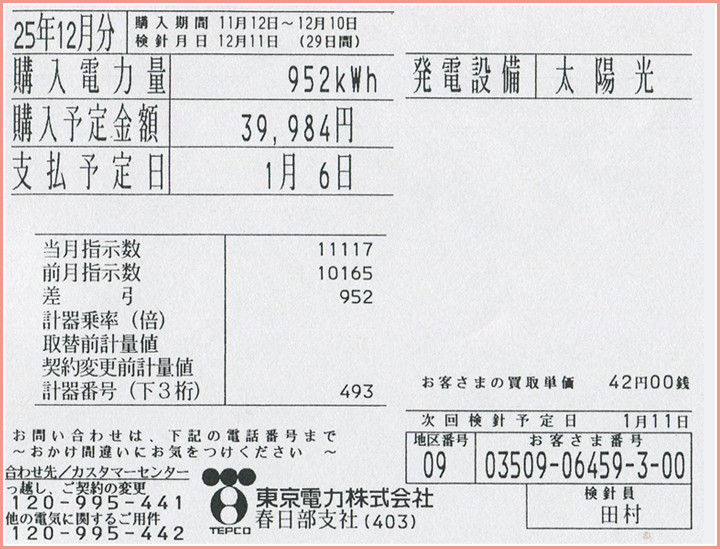 25年12月分
購入期間 11月12日～12月10日
検針月日 12月11日 (29日間)
購入電力量 952kWh
購入予定金額 39,984円
支払予定日 1月 6日
発電設備 太陽光
当月指示数 11117
前月指示数 10165
差引 952
計器乗率（倍）
取替前計量値
契約変更前計量値
計器番号（下3桁） 493
お客さまの買取単価 42円00銭
次回検針予定日 1月11日
地区番号 お客さま番号
09 03509-06459-3-00
検針員
田村
お問い合わせは、下記の電話番号まで
～おかけ間違いにお気をつけください ～
合わせ先／カスタマーセンター
っ越し、ご契約の変更
120-995-441
他の電気に関するご用件
120-995-442
TEPCO
東京電力株式会社
春日部支社(403)